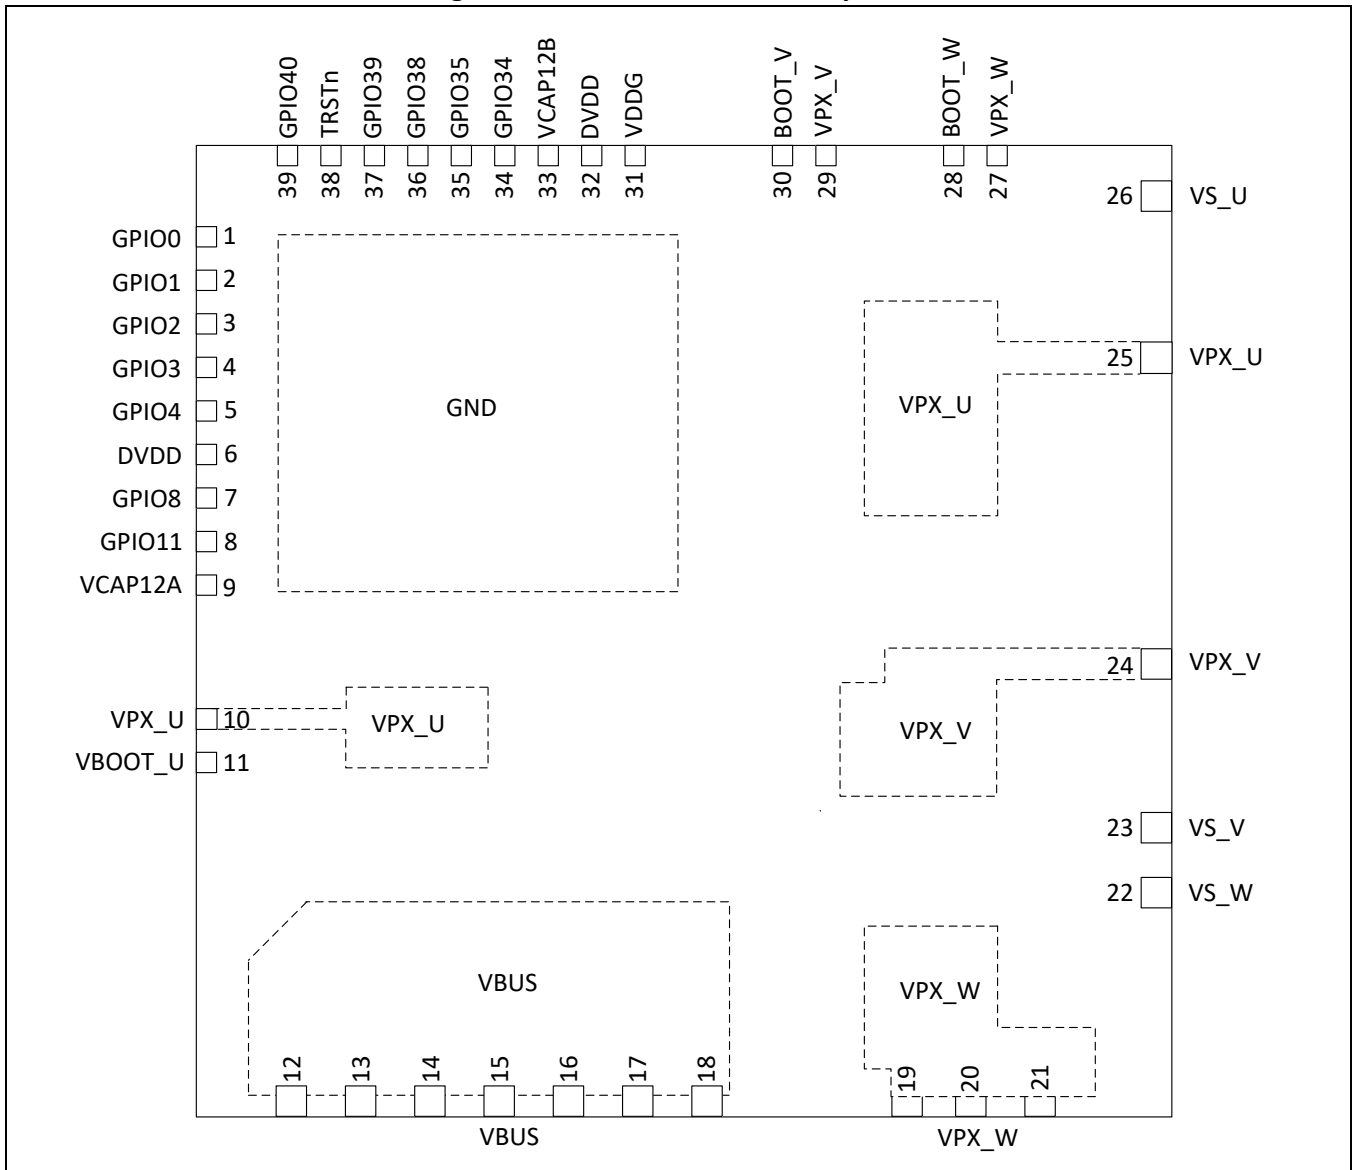 GPIO40
TRSTn
GPIO39
GPIO38
GPIO35
GPIO34
VCAP12B
DVDD
VDDG
BOOT_V
VPX_V
BOOT_W
VPX_W
39
38
37
36
35
34
33
32
31
30
29
28
27
26 VS_U
GPIO0 1
GPIO1 2
GPIO2 3
GPIO3 4
25 VPX_U
GPIO4 5
GND
VPX_U
DVDD 6
GPIO8 7
GPIO11 8
VCAP12A 9
24 VPX_V
VPX_U 10
VPX_U
VPX_V
VBOOT_U 11
23 VS_V
22 VS_W
VBUS
VPX_W
12
13
14
15
16
17
18
19
20
21
VBUS
VPX_W